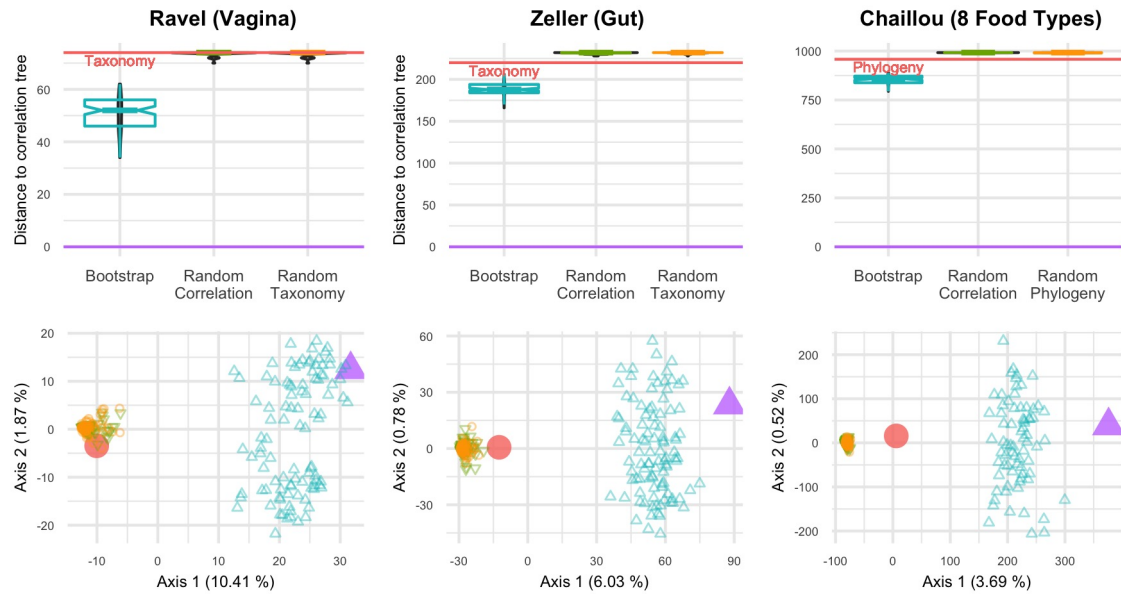 Ravel (Vagina)
Zeller (Gut)
Chaillou (8 Food Types)
Distance to correlation tree
60
40
20
0
Taxonomy
Bootstrap
Random
Correlation
Random
Taxonomy
Distance to correlation tree
200
150
100
50
0
Taxonomy
Bootstrap
Random
Correlation
Random
Taxonomy
1000
750
500
250
0
Phylogeny
Bootstrap
Random
Correlation
Random
Phylogeny
Axis 2 (1.87 %)
20
10
0
-10
-20
-10
0
10
20
30
Axis 1 (10.41 %)
Axis 2 (0.78 %)
60
30
0
-30
-30
0
30
60
90
Axis 1 (6.03 %)
Axis 2 (0.52 %)
200
100
0
-100
-200
-100
0
100
200
300
Axis 1 (3.69 %)